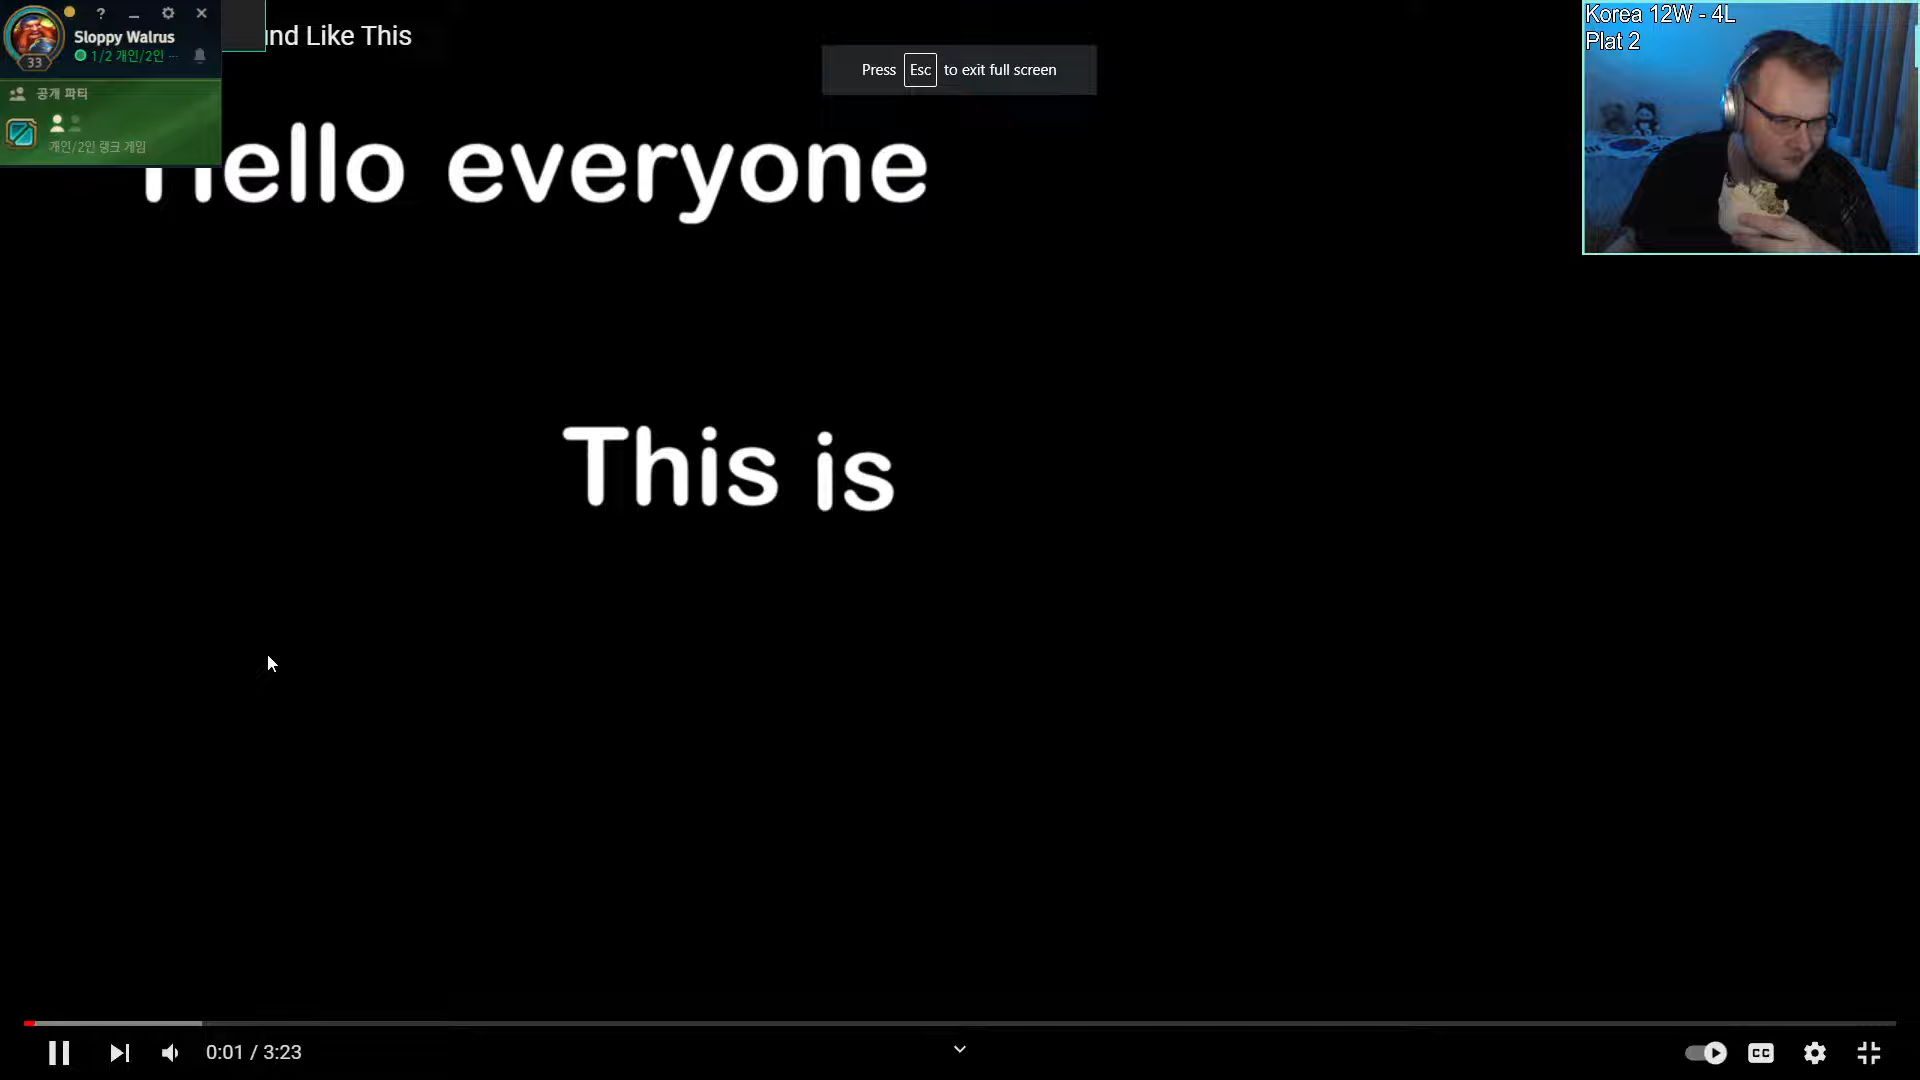 Sloppy Walrus
33
1/2 개인/2인 ...
공개 파티
개인/2인 랭크 게임
nd Like This
Press Esc to exit full screen
Korea 12W - 4L
Plat 2
Hello everyone
This is
0:01 / 3:23
CC